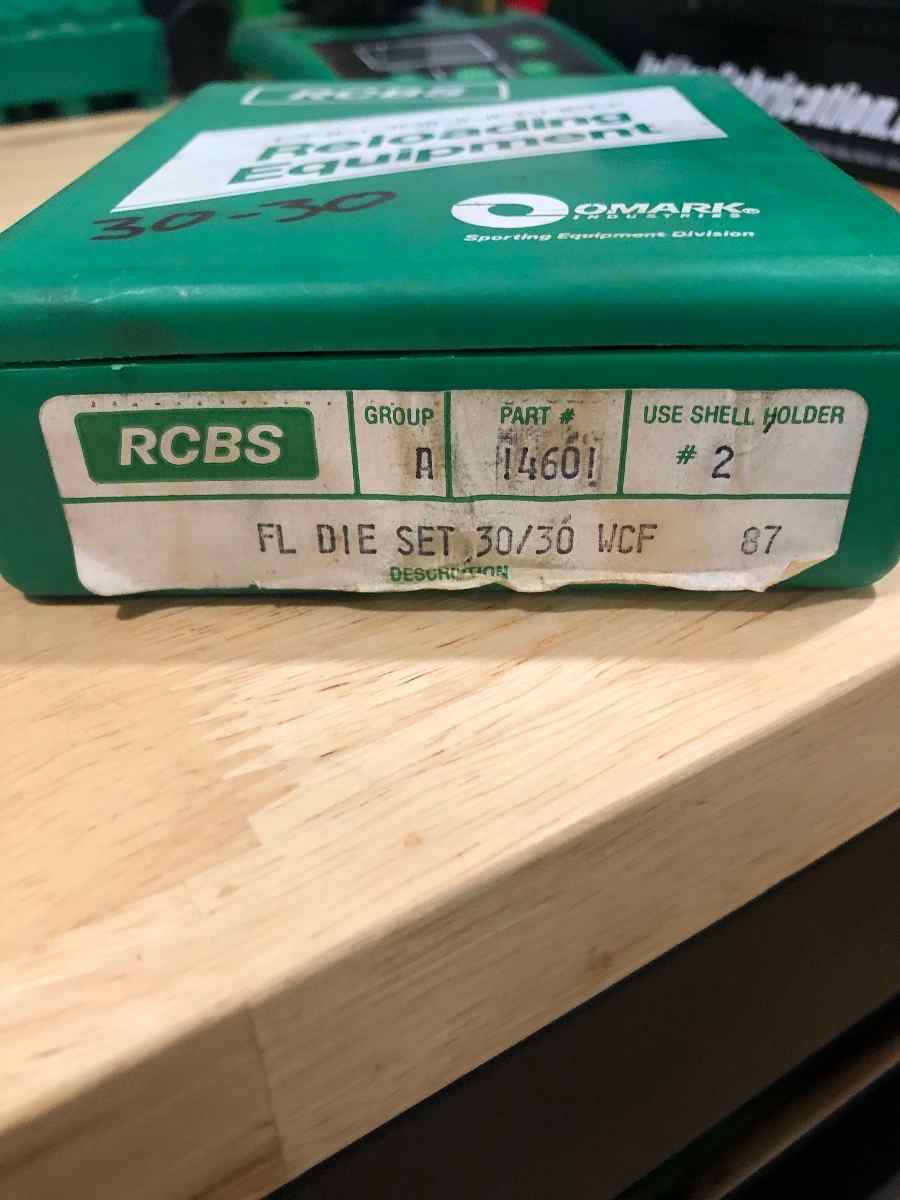 RCBS
Reloading
Equipment
30-30
OMARK®
INDUSTRIES
Sporting Equipment Division
RCBS
GROUP
A
PART #
14601
USE SHELL HOLDER
# 2
FL DIE SET 30/30 WCF 87
DESCRIPTION